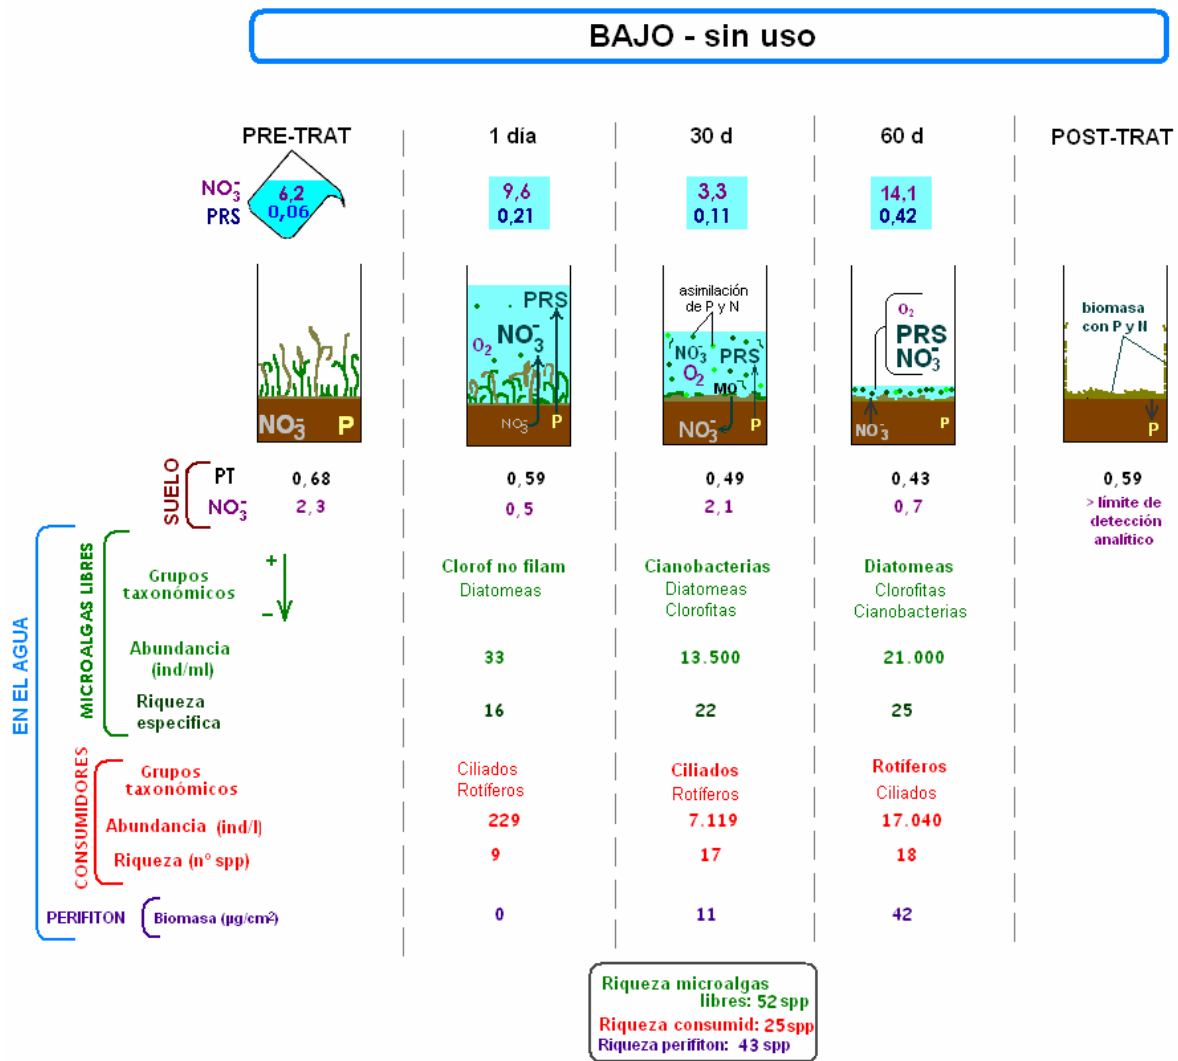 BAJO - sin uso
PRE-TRAT 1 día 30 d 60 d POST-TRAT
NO₃⁻ 6,2 9,6 3,3 14,1
PRS 0,06 0,21 0,11 0,42
PRS
NO₃⁻
O₂
NO₃⁻
P
asimilación
de P y N
NO₃⁻
PRS
O₂
MO
NO₃⁻
P
O₂
PRS
NO₃⁻
NO₃⁻
P
biomasa
con P y N
P
NO₃⁻ P
SUELO
PT 0,68 0,59 0,49 0,43 0,59
NO₃⁻ 2,3 0,5 2,1 0,7 > límite de
detección
analítico
EN EL AGUA
MICROALGAS LIBRES
Grupos
taxonómicos
+
−
Clorof no filam Cianobacterias Diatomeas
Diatomeas Diatomeas Clorofitas
Clorofitas Cianobacterias
Abundancia
(ind/ml)
33 13.500 21.000
Riqueza
especifica
16 22 25
CONSUMIDORES
Grupos
taxonómicos
Ciliados Ciliados Rotíferos
Rotíferos Rotíferos Ciliados
Abundancia (ind/l) 229 7.119 17.040
Riqueza (nº spp) 9 17 18
PERIFITON Biomasa (µg/cm²) 0 11 42
Riqueza microalgas
libres: 52 spp
Riqueza consumid: 25 spp
Riqueza perifiton: 43 spp